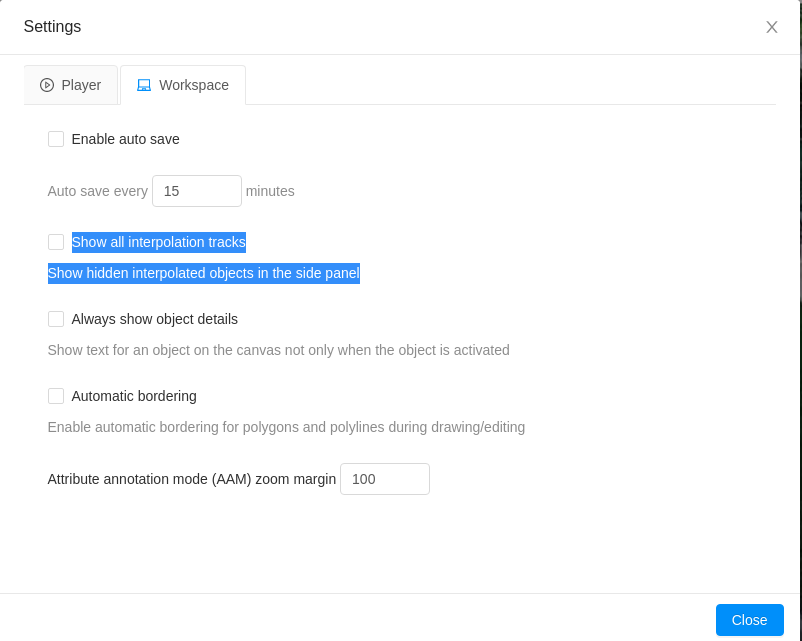 Settings
Player
Workspace
Enable auto save
Auto save every 15 minutes
Show all interpolation tracks
Show hidden interpolated objects in the side panel
Always show object details
Show text for an object on the canvas not only when the object is activated
Automatic bordering
Enable automatic bordering for polygons and polylines during drawing/editing
Attribute annotation mode (AAM) zoom margin 100
Close